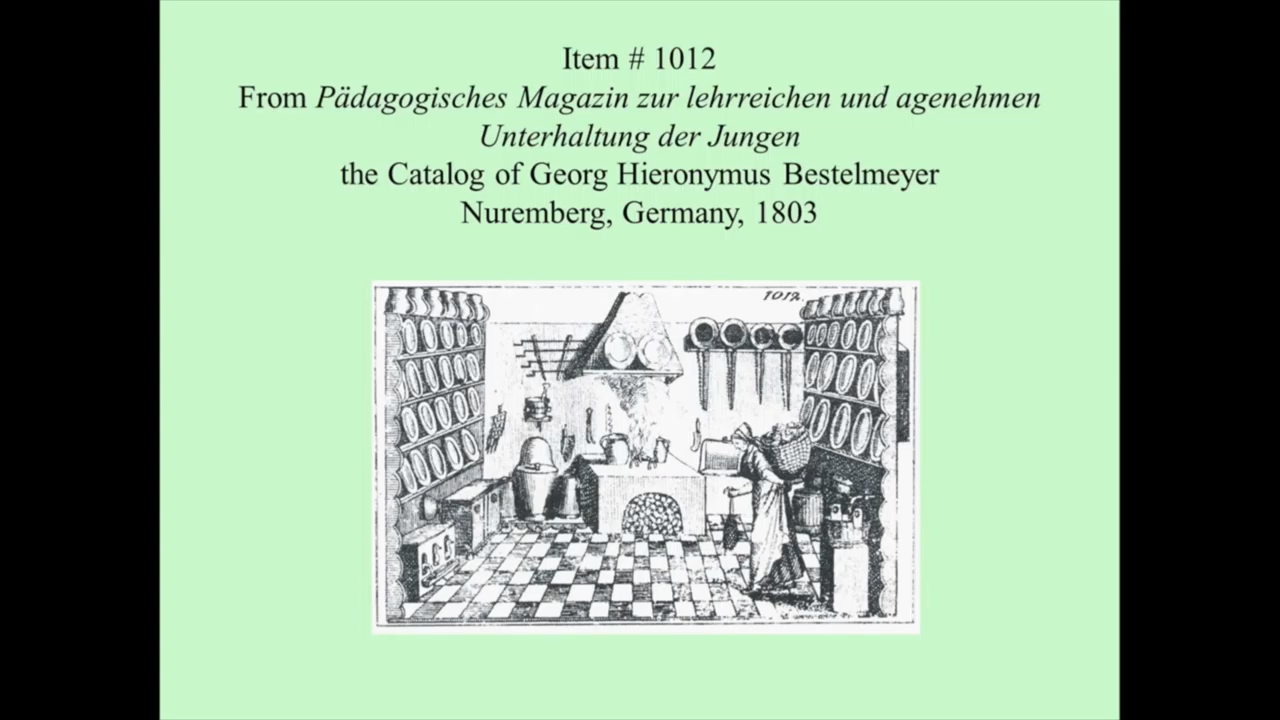 Item # 1012
From Pädagogisches Magazin zur lehrreichen und agenehmen
Unterhaltung der Jungen
the Catalog of Georg Hieronymus Bestelmeyer
Nuremberg, Germany, 1803
1012.